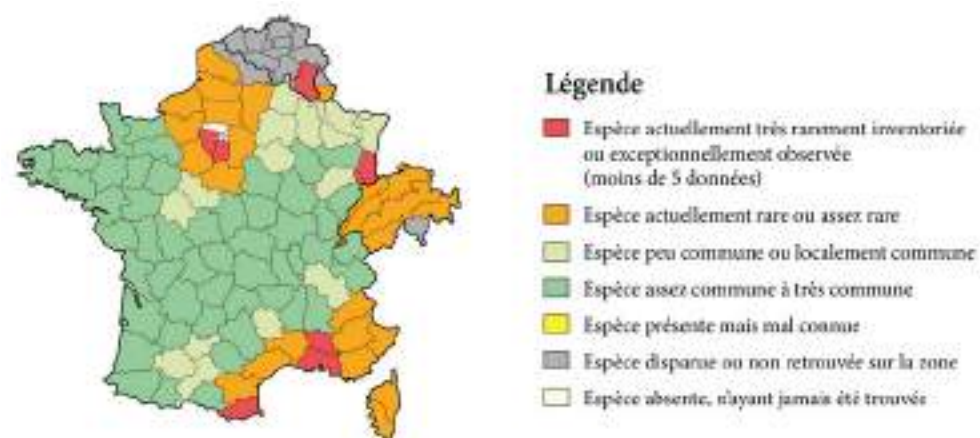 Légende
Espèce actuellement très rarement inventoriée
ou exceptionnellement observée
(moins de 5 données)
Espèce actuellement rare ou assez rare
Espèce peu commune ou localement commune
Espèce assez commune à très commune
Espèce présente mais mal connue
Espèce disparue ou non retrouvée sur la zone
Espèce absente, n'ayant jamais été trouvée